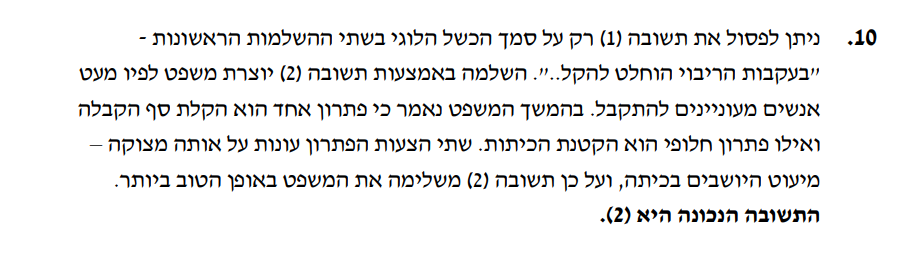 10. ניתן לפסול את תשובה (1) רק על סמך הכשל הלוגי בשתי ההשלמות הראשונות -
"בעקבות הריבוי הוחלט להקל..". השלמה באמצעות תשובה (2) יוצרת משפט לפיו מעט
אנשים מעוניינים להתקבל. בהמשך המשפט נאמר כי פתרון אחד הוא הקלת סף הקבלה
ואילו פתרון חלופי הוא הקטנת הכיתות. שתי הצעות הפתרון עונות על אותה מצוקה –
מיעוט היושבים בכיתה, ועל כן תשובה (2) משלימה את המשפט באופן הטוב ביותר.
התשובה הנכונה היא (2).